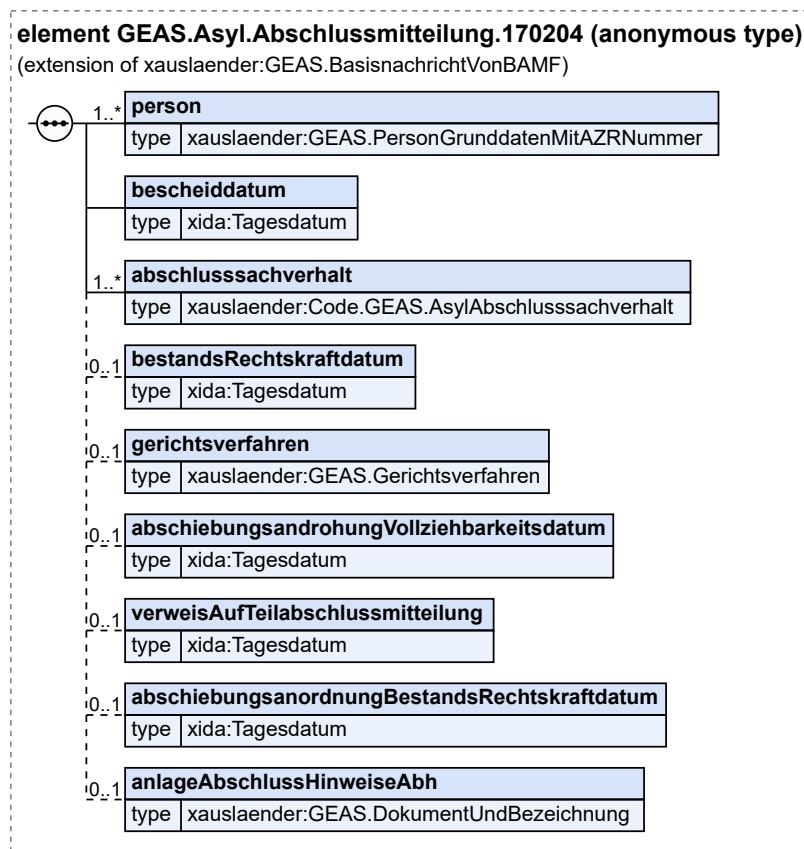 element GEAS.Asyl.Abschlussmitteilung.170204 (anonymous type)
(extension of xauslaender:GEAS.BasisnachrichtVonBAMF)
1..* person
type xauslaender:GEAS.PersonGrunddatenMitAZRNummer
bescheiddatum
type xida:Tagesdatum
1..* abschlusssachverhalt
type xauslaender:Code.GEAS.AsylAbschlusssachverhalt
0..1 bestandsRechtskraftdatum
type xida:Tagesdatum
0..1 gerichtsverfahren
type xauslaender:GEAS.Gerichtsverfahren
0..1 abschiebungsandrohungVollziehbarkeitsdatum
type xida:Tagesdatum
0..1 verweisAufTeilabschlussmitteilung
type xida:Tagesdatum
0..1 abschiebungsanordnungBestandsRechtskraftdatum
type xida:Tagesdatum
0..1 anlageAbschlussHinweiseAbh
type xauslaender:GEAS.DokumentUndBezeichnung